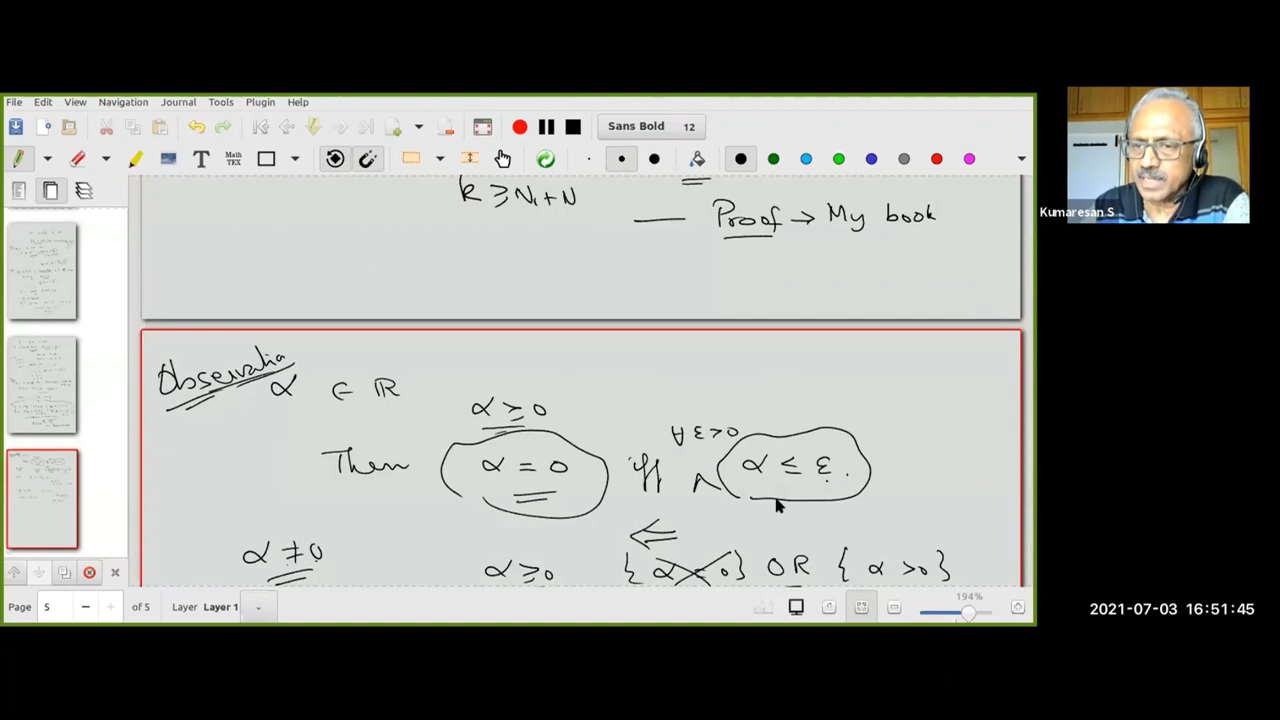 File Edit View Navigation Journal Tools Plugin Help
Sans Bold 12
T Math TEX
k ≥ N₁ + N
— Proof → My book
Kumaresan S
Observation
α ∈ ℝ
α ≥ 0
∀ ε > 0
Then α = 0 iff ∧ α ≤ ε.
⇐
α ≠ 0 α ≥ 0 { α = 0 } OR { α > 0 }
Page 5 of 5 Layer Layer 1 194%
2021-07-03 16:51:45